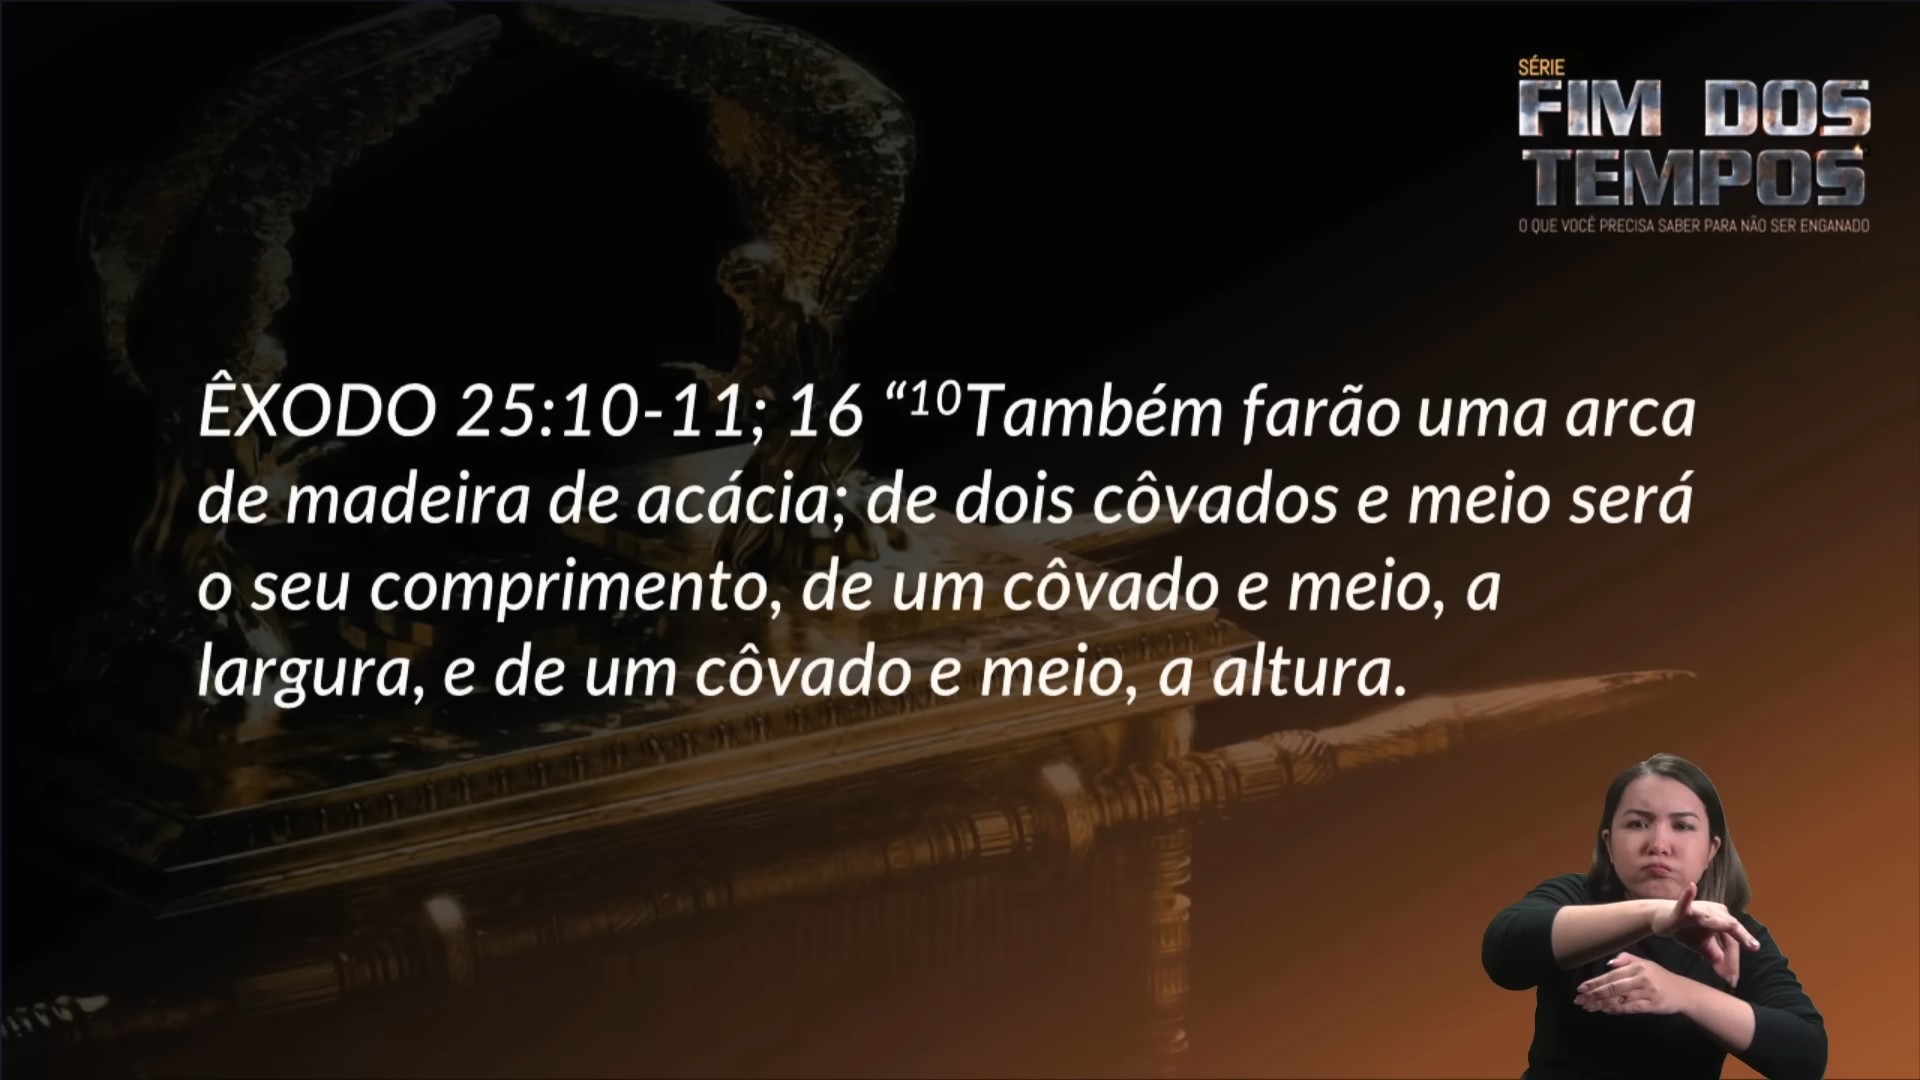 SÉRIE
FIM DOS
TEMPOS
O QUE VOCÊ PRECISA SABER PARA NÃO SER ENGANADO
ÊXODO 25:10-11; 16 “¹⁰Também farão uma arca
de madeira de acácia; de dois côvados e meio será
o seu comprimento, de um côvado e meio, a
largura, e de um côvado e meio, a altura.